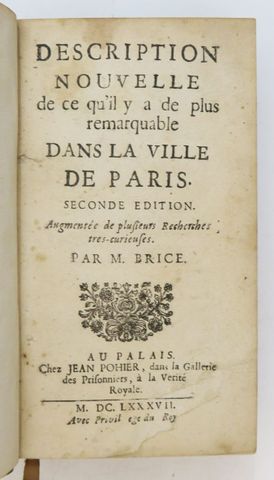 DESCRIPTION
NOUVELLE
de ce qu'il y a de plus
remarquable
DANS LA VILLE
DE PARIS.
SECONDE EDITION.
Augmentée de plusieurs Recherches
tres-curieuses.
PAR M. BRICE.
AU PALAIS.
Chez JEAN POHIER, dans la Gallerie
des Prisonniers, à la Verité
Royale.
M. DC. LXXXVII.
Avec Privil ege du Roy